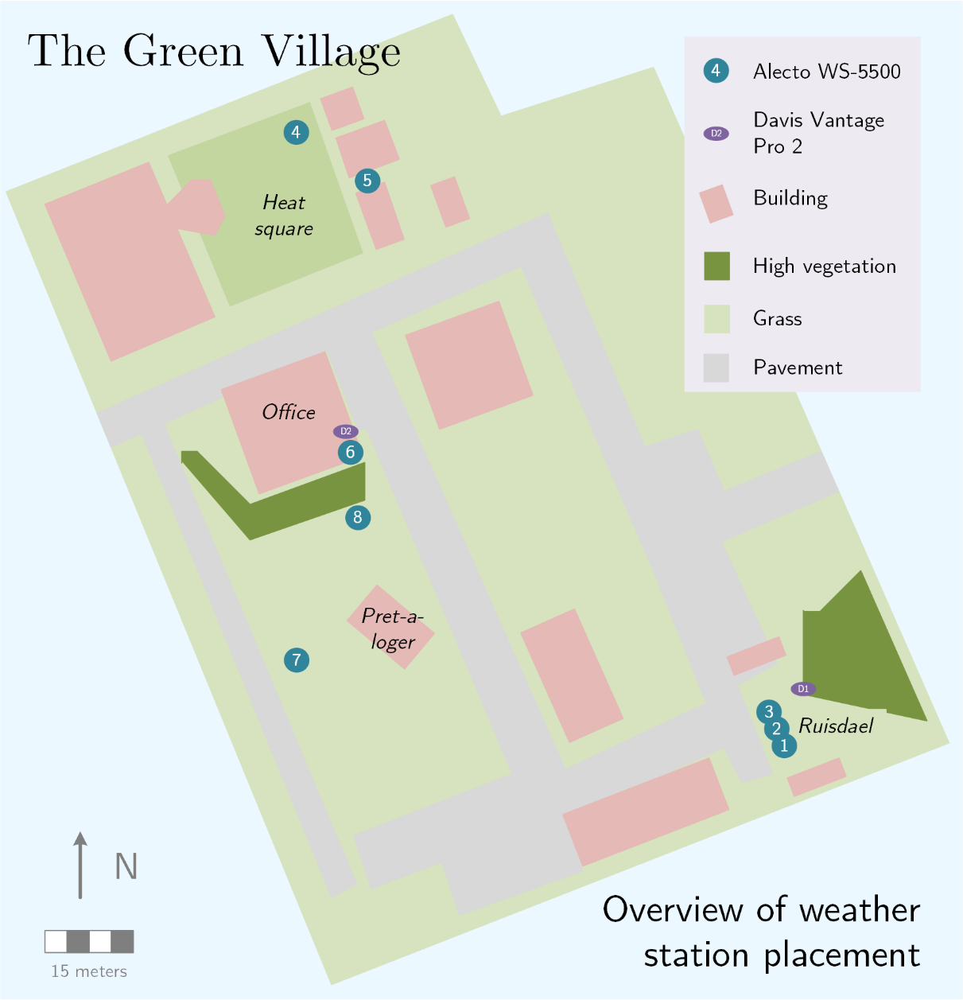 The Green Village
4 Alecto WS-5500
D2 Davis Vantage
Pro 2
Building
High vegetation
Grass
Pavement
4
5
Heat
square
Office
D2
6
8
Pret-a-
loger
7
D1
3
2
1
Ruisdael
N
15 meters
Overview of weather
station placement